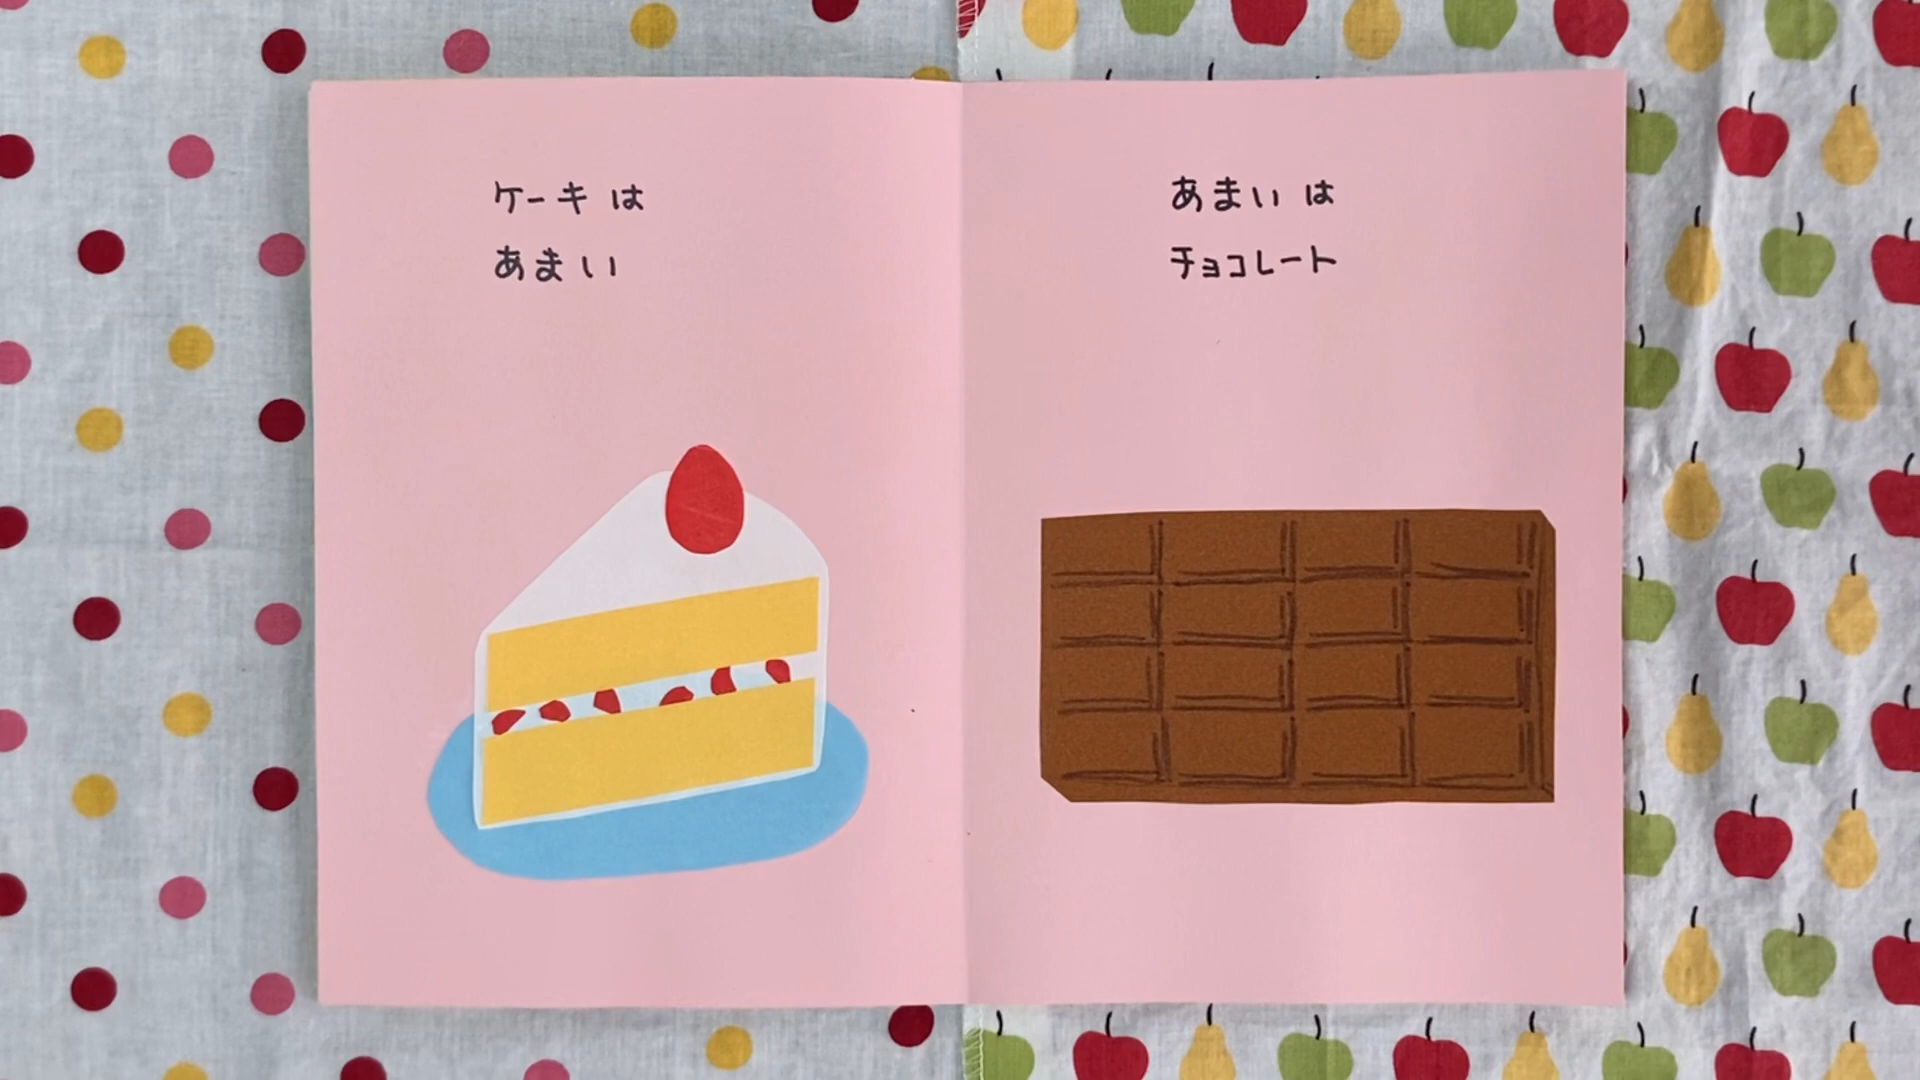 ケーキ は
あまい
あまい は
チョコレート